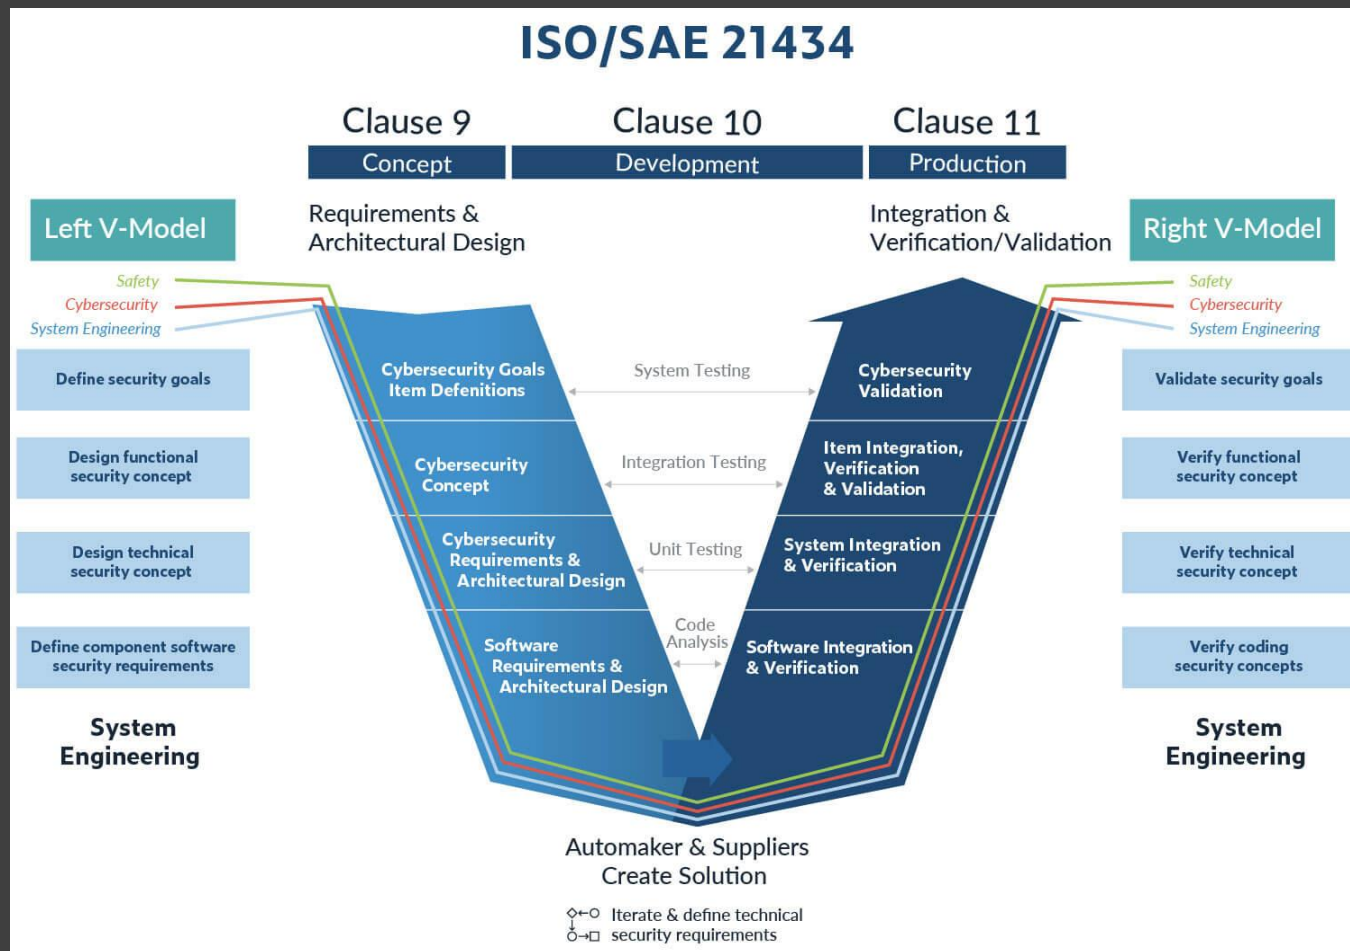 ISO/SAE 21434
Clause 9
Clause 10
Clause 11
Concept
Development
Production
Left V-Model
Requirements &
Architectural Design
Integration &
Verification/Validation
Right V-Model
Safety
Cybersecurity
System Engineering
Safety
Cybersecurity
System Engineering
Define security goals
Cybersecurity Goals
Item Defenitions
System Testing
Cybersecurity
Validation
Validate security goals
Design functional
security concept
Cybersecurity
Concept
Integration Testing
Item Integration,
Verification
& Validation
Verify functional
security concept
Design technical
security concept
Cybersecurity
Requirements &
Architectural Design
Unit Testing
System Integration
& Verification
Verify technical
security concept
Define component software
security requirements
Software
Requirements &
Architectural Design
Code
Analysis
Software Integration
& Verification
Verify coding
security concepts
System
Engineering
System
Engineering
Automaker & Suppliers
Create Solution
Iterate & define technical
security requirements